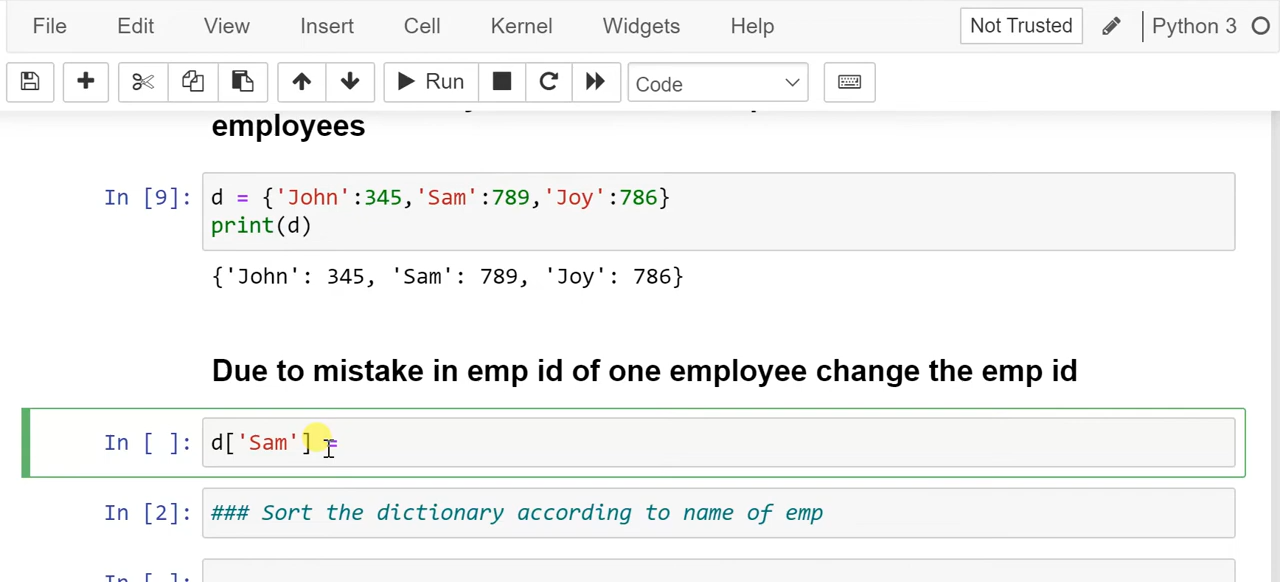 File Edit View Insert Cell Kernel Widgets Help Not Trusted Python 3
Run Code
employees
In [9]: d = {'John':345,'Sam':789,'Joy':786}
print(d)
{'John': 345, 'Sam': 789, 'Joy': 786}
Due to mistake in emp id of one employee change the emp id
In [ ]: d['Sam'] =
In [2]: ### Sort the dictionary according to name of emp
In [ ]: